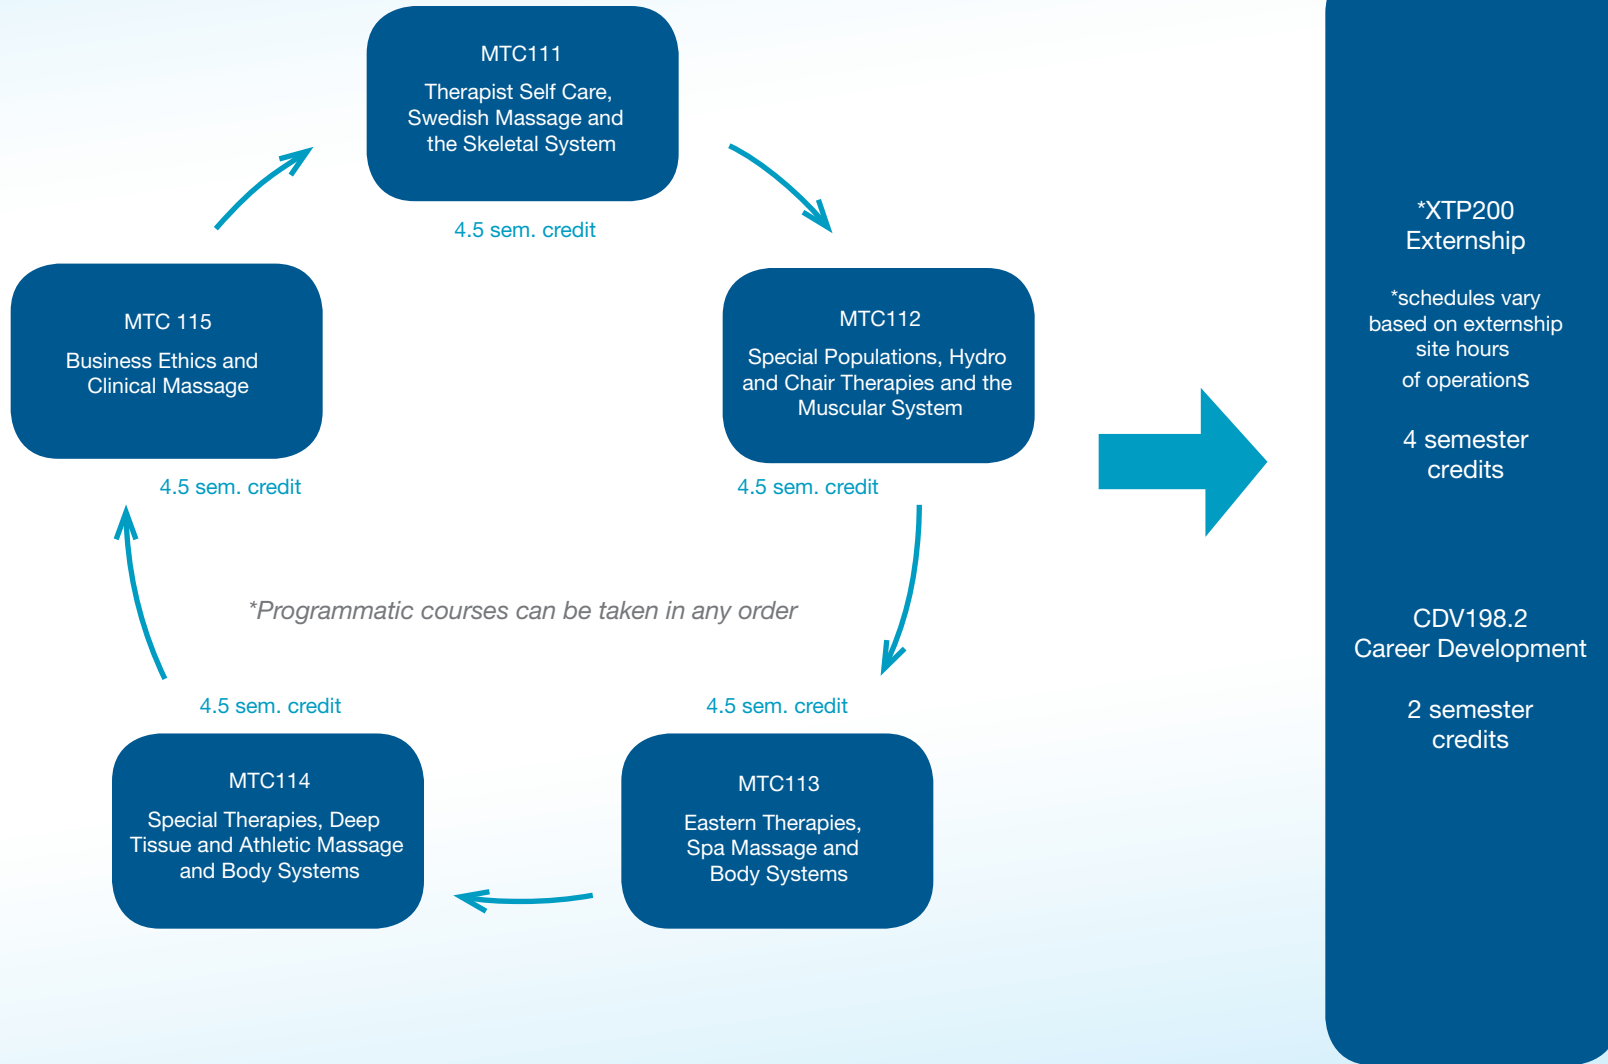 MTC111
Therapist Self Care,
Swedish Massage and
the Skeletal System
4.5 sem. credit
MTC 115
Business Ethics and
Clinical Massage
4.5 sem. credit
MTC112
Special Populations, Hydro
and Chair Therapies and the
Muscular System
4.5 sem. credit
*Programmatic courses can be taken in any order
4.5 sem. credit
MTC114
Special Therapies, Deep
Tissue and Athletic Massage
and Body Systems
4.5 sem. credit
MTC113
Eastern Therapies,
Spa Massage and
Body Systems
*XTP200
Externship
*schedules vary
based on externship
site hours
of operations
4 semester
credits
CDV198.2
Career Development
2 semester
credits